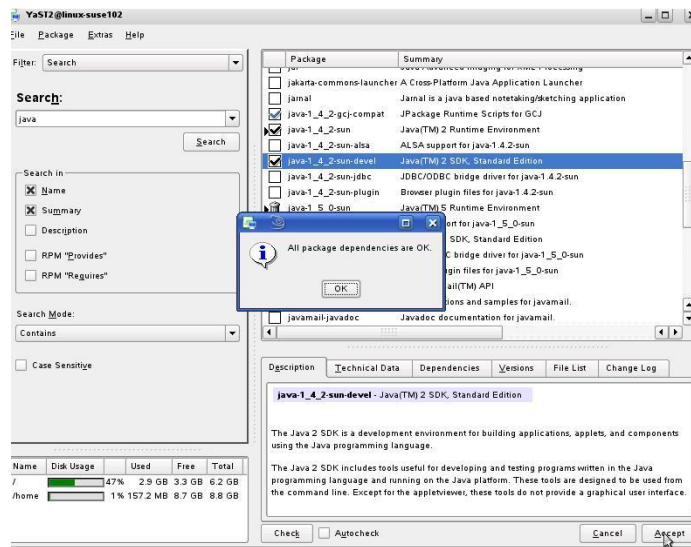 YaST2@linux-suse102
File Package Extras Help
Filter: Search
Search:
java
Search
Search in
Name
Summary
Description
RPM "Provides"
RPM "Requires"
Search Mode:
Contains
Case Sensitive
Name Disk Usage Used Free Total
/ 47% 2.9 GB 3.3 GB 6.2 GB
/home 1% 157.2 MB 8.7 GB 8.8 GB
Package Summary
jai Java Advanced Imaging for XML Processing
jakarta-commons-launcher A Cross-Platform Java Application Launcher
jarnal Jarnal is a java based notetaking/sketching application
java-1_4_2-gcj-compat JPackage Runtime Scripts for GCJ
java-1_4_2-sun Java(TM) 2 Runtime Environment
java-1_4_2-sun-alsa ALSA support for java-1.4.2-sun
java-1_4_2-sun-devel Java(TM) 2 SDK, Standard Edition
java-1_4_2-sun-jdbc JDBC/ODBC bridge driver for java-1.4.2-sun
java-1_4_2-sun-plugin Browser plugin files for java-1.4.2-sun
java-1_5_0-sun Java(TM) 5 Runtime Environment
ort for java-1_5_0-sun
SDK, Standard Edition
C bridge driver for java-1_5_0-sun
ugin files for java-1_5_0-sun
ail(TM) API
ions and samples for javamail.
javamail-javadoc Javadoc documentation for javamail.
All package dependencies are OK.
OK
Description Technical Data Dependencies Versions File List Change Log
java-1_4_2-sun-devel - Java(TM) 2 SDK, Standard Edition
The Java 2 SDK is a development environment for building applications, applets, and components
using the Java programming language.
The Java 2 SDK includes tools useful for developing and testing programs written in the Java
programming language and running on the Java platform. These tools are designed to be used from
the command line. Except for the appletviewer, these tools do not provide a graphical user interface.
Check Autocheck Cancel Accept